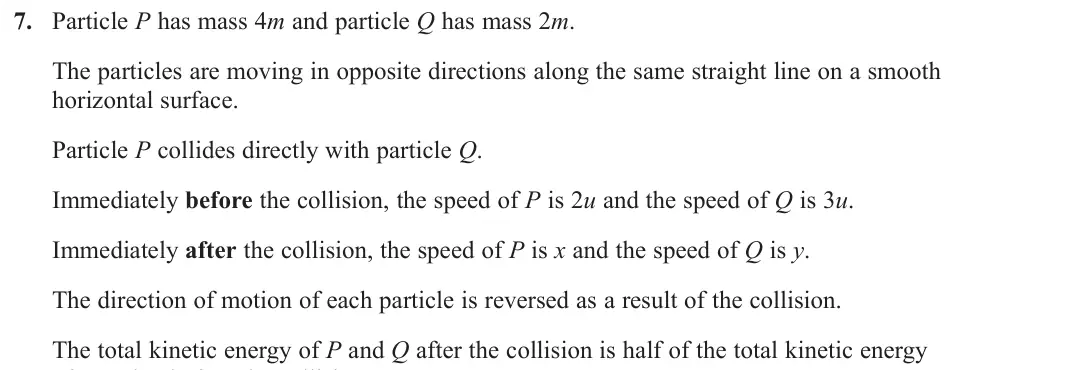 7. Particle P has mass 4m and particle Q has mass 2m.
The particles are moving in opposite directions along the same straight line on a smooth
horizontal surface.
Particle P collides directly with particle Q.
Immediately before the collision, the speed of P is 2u and the speed of Q is 3u.
Immediately after the collision, the speed of P is x and the speed of Q is y.
The direction of motion of each particle is reversed as a result of the collision.
The total kinetic energy of P and Q after the collision is half of the total kinetic energy